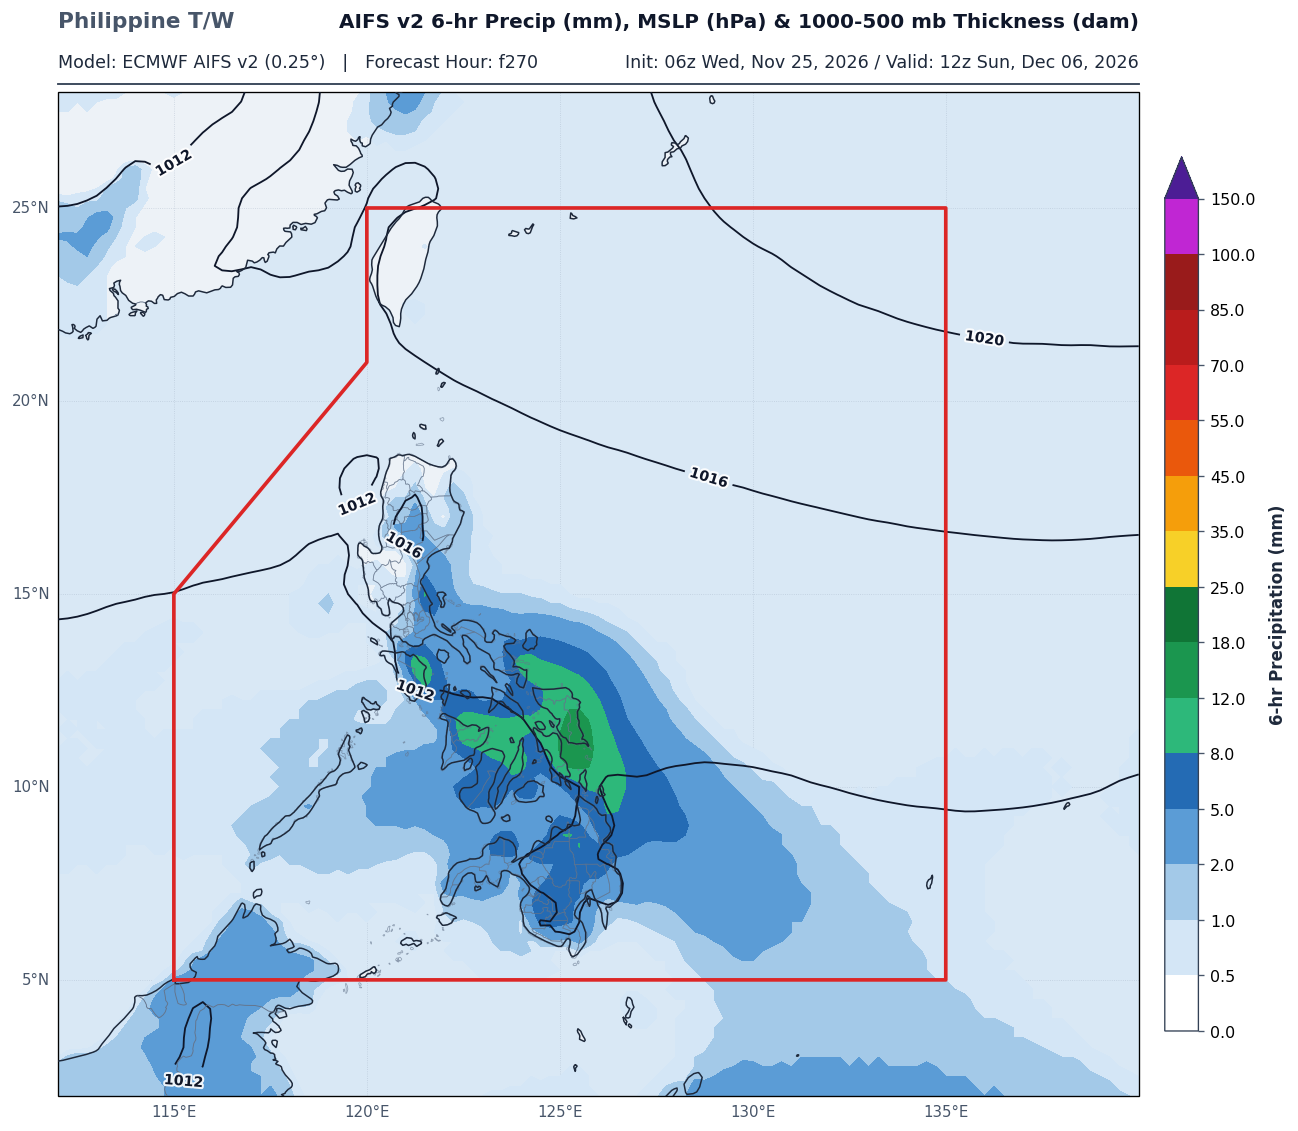 Philippine T/W
AIFS v2 6-hr Precip (mm), MSLP (hPa) & 1000-500 mb Thickness (dam)
Model: ECMWF AIFS v2 (0.25°) | Forecast Hour: f270
Init: 06z Wed, Nov 25, 2026 / Valid: 12z Sun, Dec 06, 2026
1012
1020
1016
1012
1016
1012
1012
25°N
20°N
15°N
10°N
5°N
115°E
120°E
125°E
130°E
135°E
150.0
100.0
85.0
70.0
55.0
45.0
35.0
25.0
18.0
12.0
8.0
5.0
2.0
1.0
0.5
0.0
6-hr Precipitation (mm)